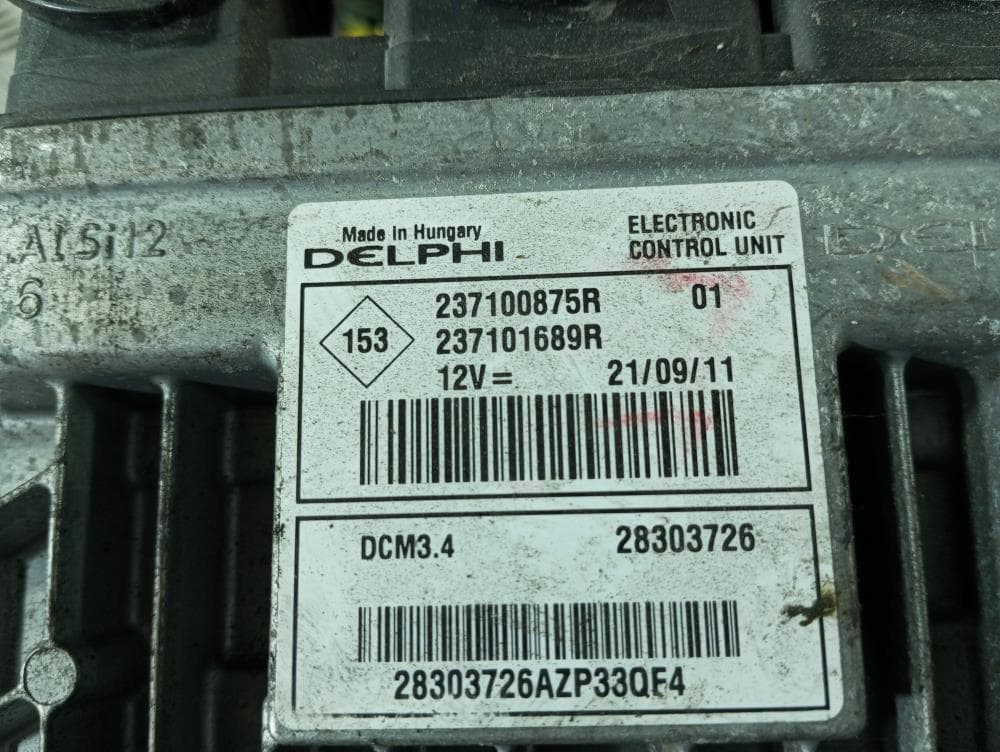 AlSi12
6
Made In Hungary
DELPHI
ELECTRONIC
CONTROL UNIT
DEL
153
237100875R 01
237101689R
12V = 21/09/11
DCM3.4 28303726
28303726AZP33QF4